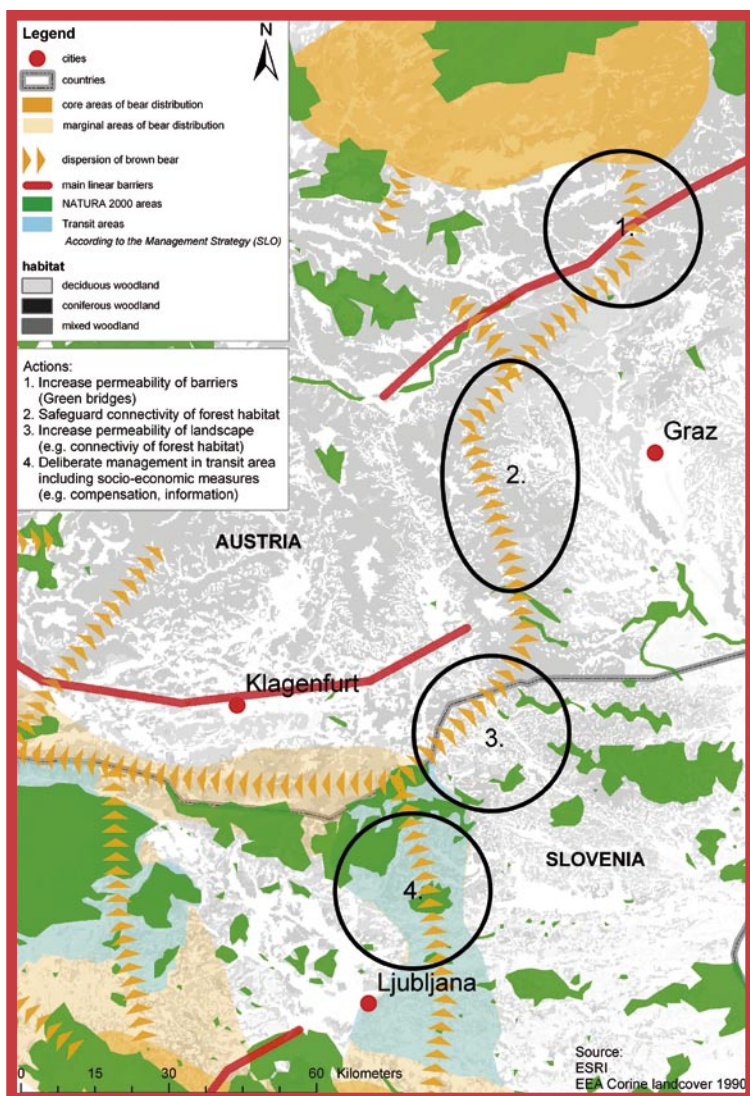 Legend
N
cities
countries
core areas of bear distribution
marginal areas of bear distribution
dispersion of brown bear
main linear barriers
NATURA 2000 areas
Transit areas
According to the Management Strategy (SLO)
habitat
deciduous woodland
coniferous woodland
mixed woodland
Actions:
1. Increase permeability of barriers
(Green bridges)
2. Safeguard connectivity of forest habitat
3. Increase permeability of landscape
(e.g. connectiviy of forest habitat)
4. Deliberate management in transit area
including socio-economic measures
(e.g. compensation, information)
1.
Graz
2.
AUSTRIA
Klagenfurt
3.
SLOVENIA
4.
Ljubljana
0 15 30 60 Kilometers
Source:
ESRI
EEA Corine landcover 1990